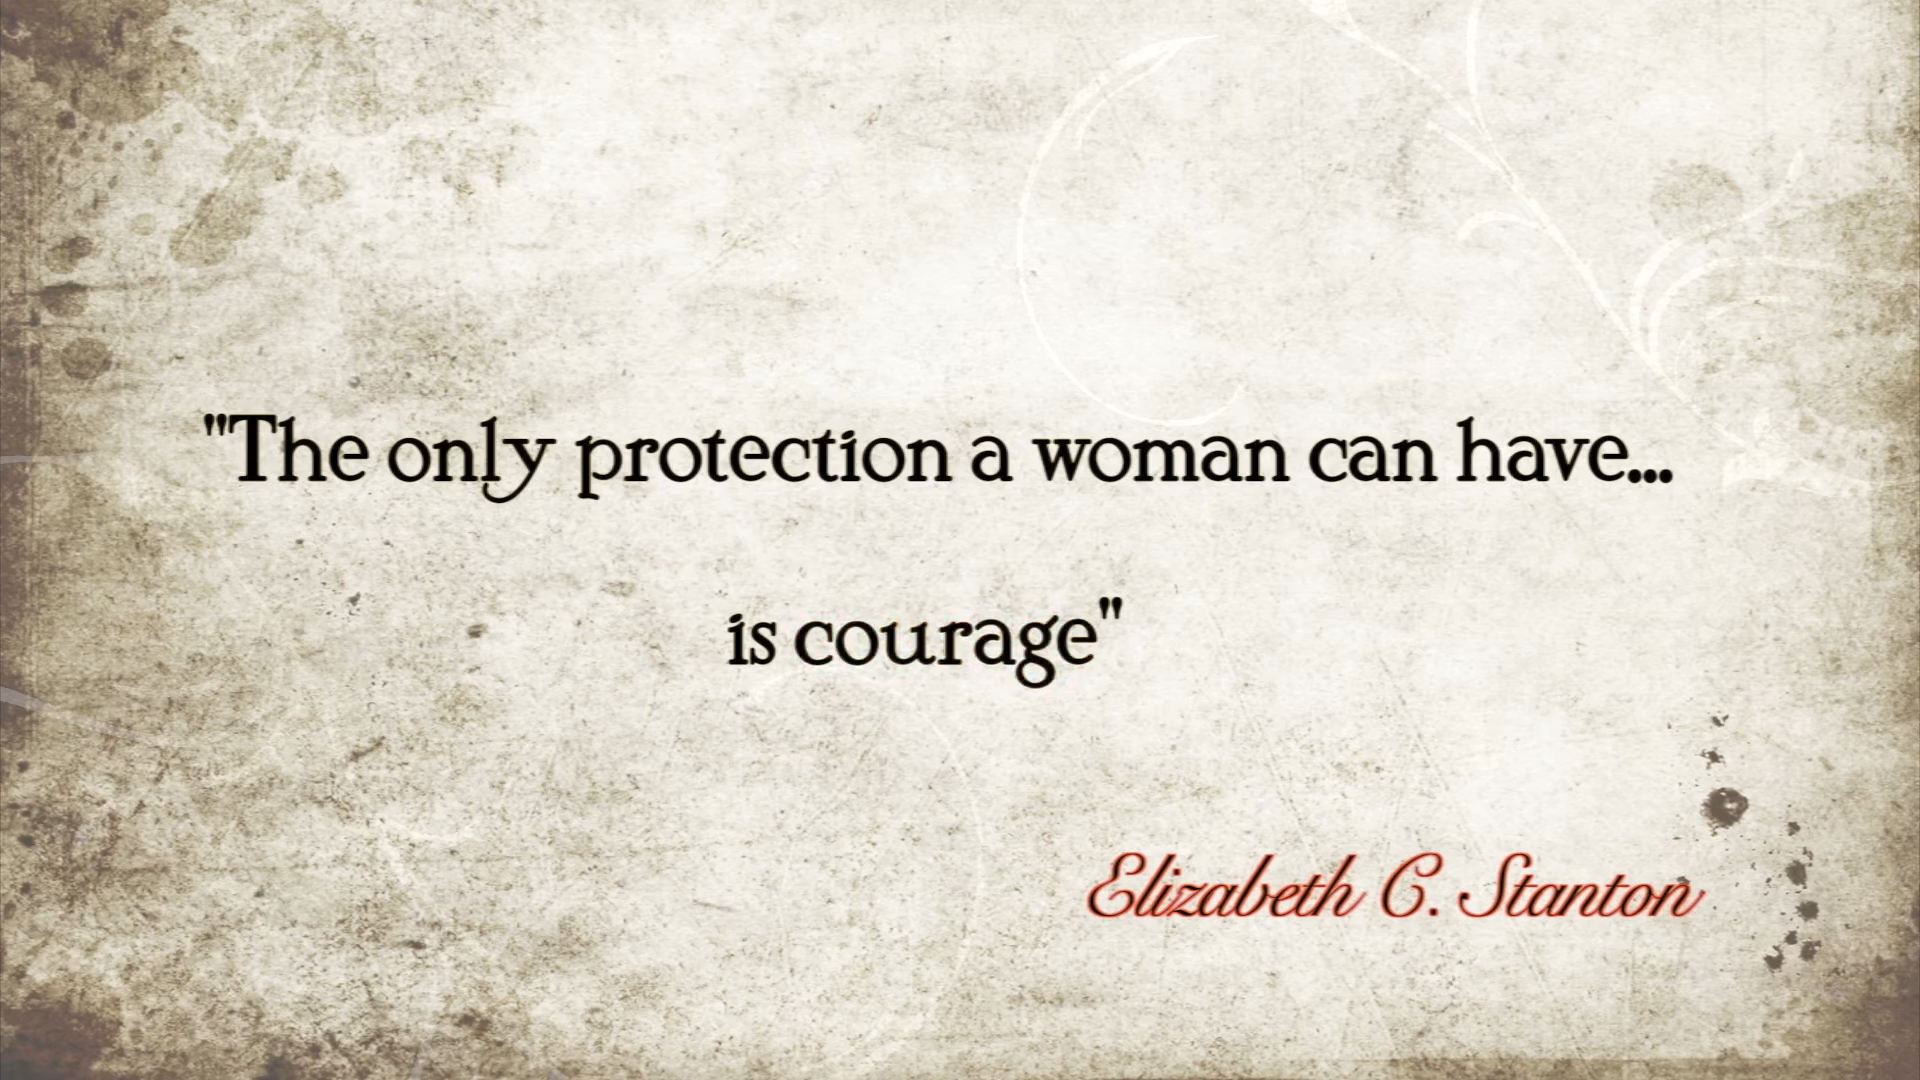 "The only protection a woman can have...
is courage"
Elizabeth C. Stanton